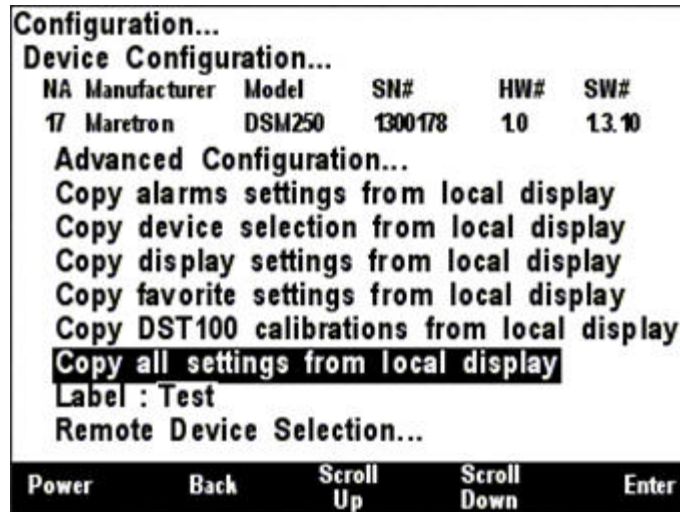 Configuration...
Device Configuration...
NA Manufacturer Model SN# HW# SW#
17 Maretron DSM250 1300178 1.0 1.3.10
Advanced Configuration...
Copy alarms settings from local display
Copy device selection from local display
Copy display settings from local display
Copy favorite settings from local display
Copy DST100 calibrations from local display
Copy all settings from local display
Label : Test
Remote Device Selection...
Power Back Scroll Up Scroll Down Enter